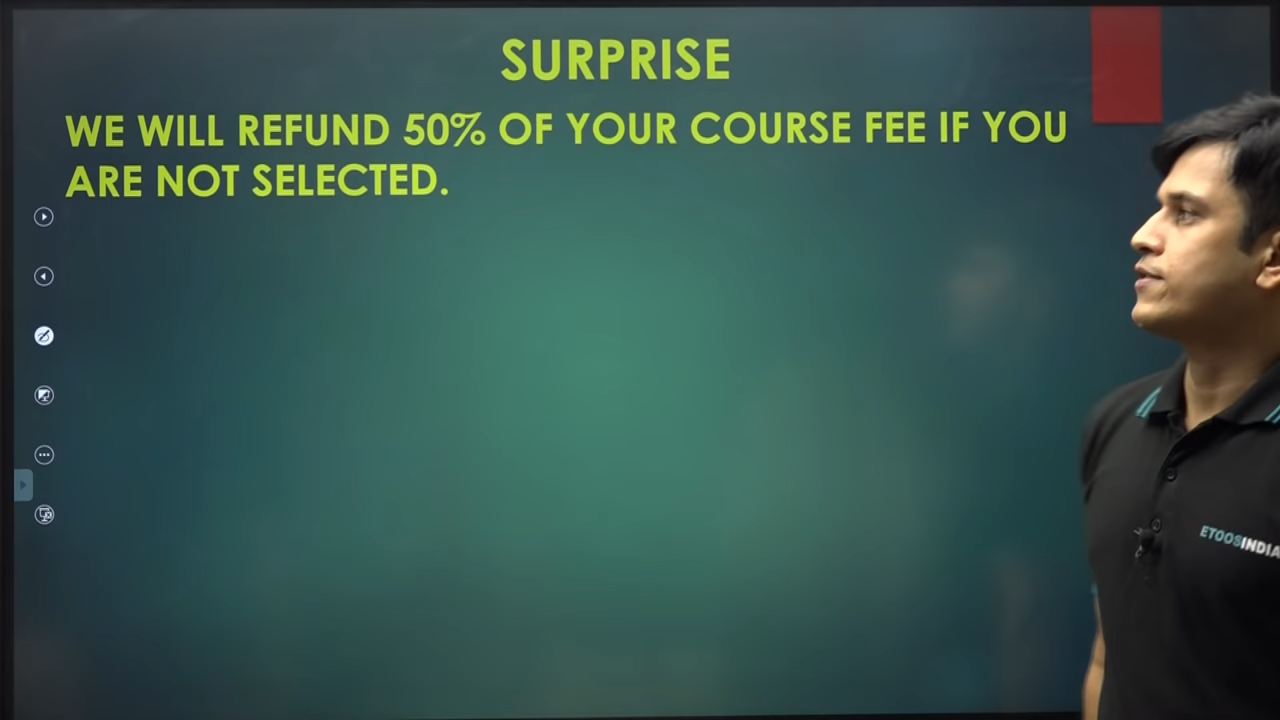 SURPRISE
WE WILL REFUND 50% OF YOUR COURSE FEE IF YOU
ARE NOT SELECTED.
ETOOSINDIA